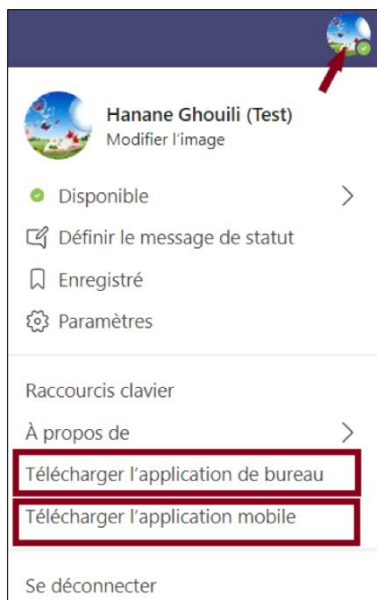 Hanane Ghouili (Test)
Modifier l'image
Disponible
Définir le message de statut
Enregistré
Paramètres
Raccourcis clavier
À propos de
Télécharger l'application de bureau
Télécharger l'application mobile
Se déconnecter